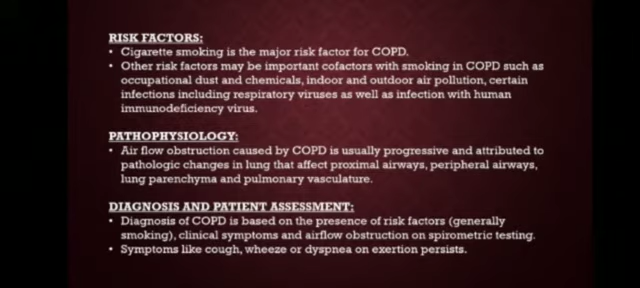 RISK FACTORS:
• Cigarette smoking is the major risk factor for COPD.
• Other risk factors may be important cofactors with smoking in COPD such as
occupational dust and chemicals, indoor and outdoor air pollution, certain
infections including respiratory viruses as well as infection with human
immunodeficiency virus.
PATHOPHYSIOLOGY:
• Air flow obstruction caused by COPD is usually progressive and attributed to
pathologic changes in lung that affect proximal airways, peripheral airways,
lung parenchyma and pulmonary vasculature.
DIAGNOSIS AND PATIENT ASSESSMENT:
• Diagnosis of COPD is based on the presence of risk factors (generally
smoking), clinical symptoms and airflow obstruction on spirometric testing.
• Symptoms like cough, wheeze or dyspnea on exertion persists.